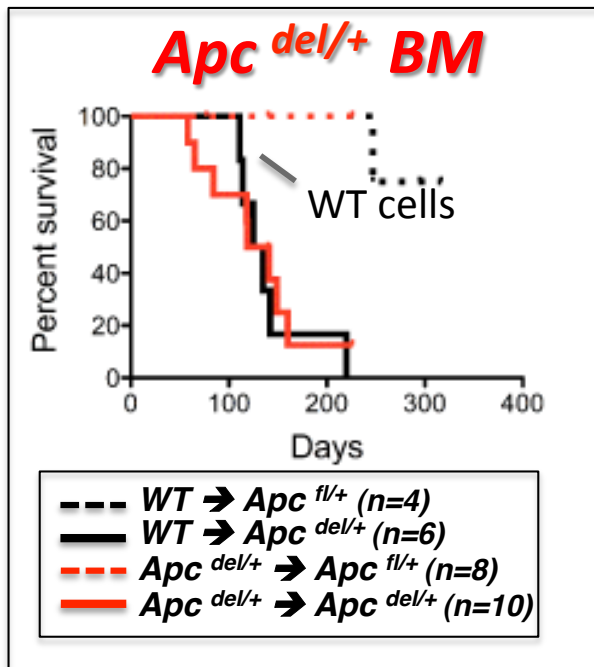 Apc del/+ BM
100
80
60
40
20
0
Percent survival
WT cells
0 100 200 300 400
Days
WT ➔ Apc fl/+ (n=4)
WT ➔ Apc del/+ (n=6)
Apc del/+ ➔ Apc fl/+ (n=8)
Apc del/+ ➔ Apc del/+ (n=10)